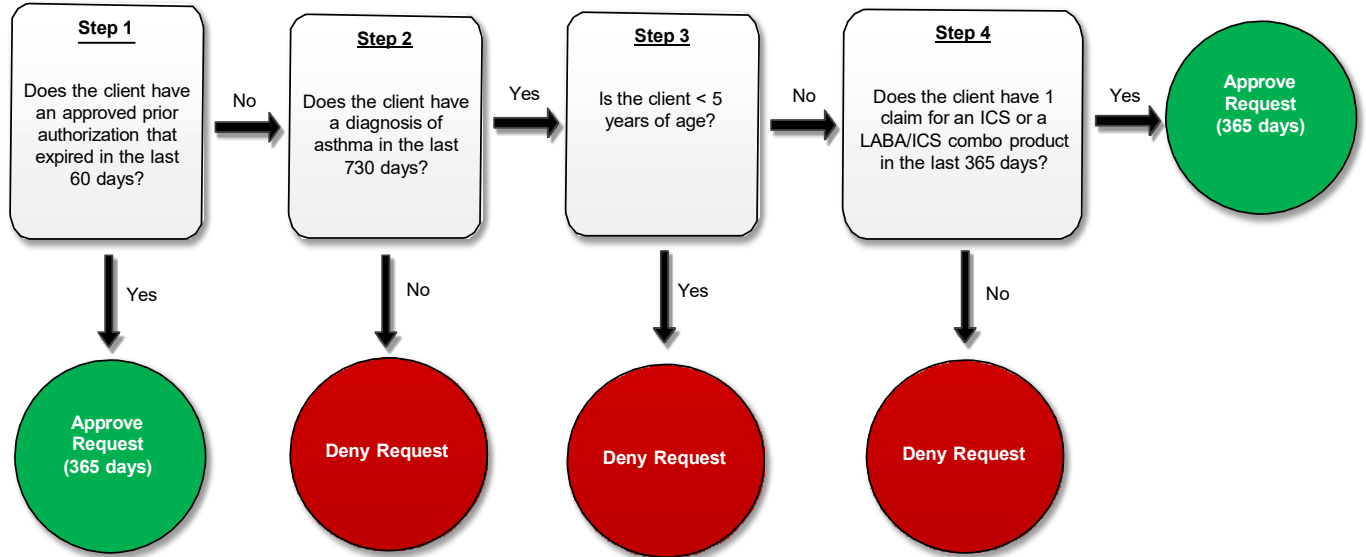 Step 1
Does the client have
an approved prior
authorization that
expired in the last
60 days?
No
Yes
Approve
Request
(365 days)
Step 2
Does the client have
a diagnosis of
asthma in the last
730 days?
Yes
No
Deny Request
Step 3
Is the client < 5
years of age?
No
Yes
Deny Request
Step 4
Does the client have 1
claim for an ICS or a
LABA/ICS combo product
in the last 365 days?
Yes
No
Deny Request
Approve
Request
(365 days)